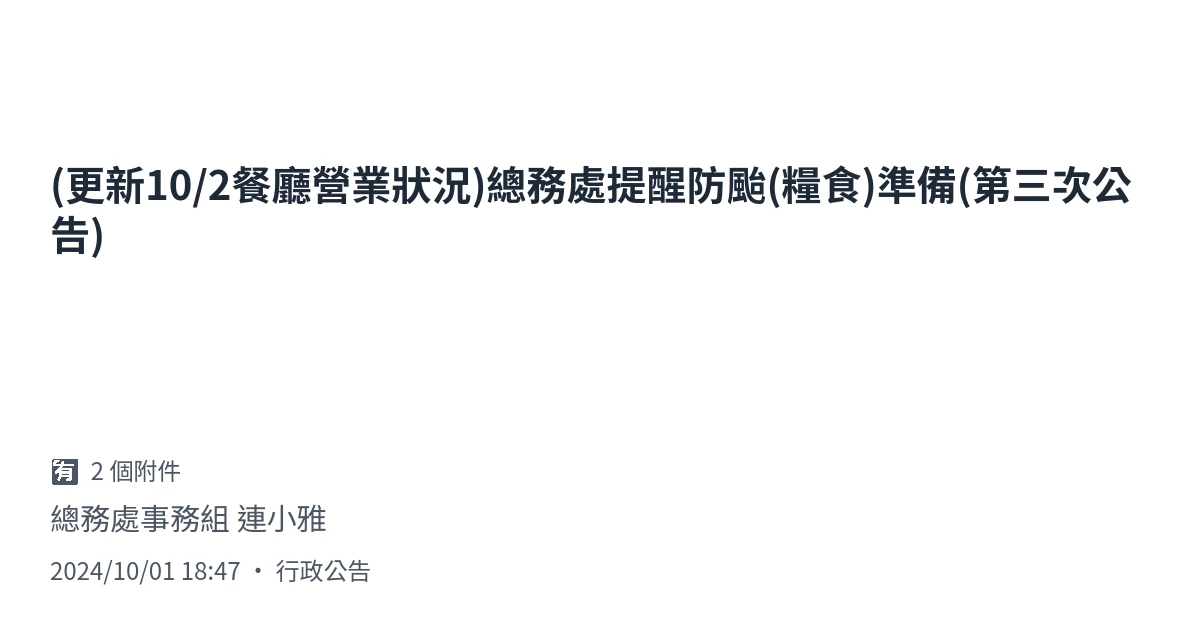 (更新10/2餐廳營業狀況)總務處提醒防颱(糧食)準備(第三次公
告)
🈶 2 個附件
總務處事務組 連小雅
2024/10/01 18:47 ・ 行政公告